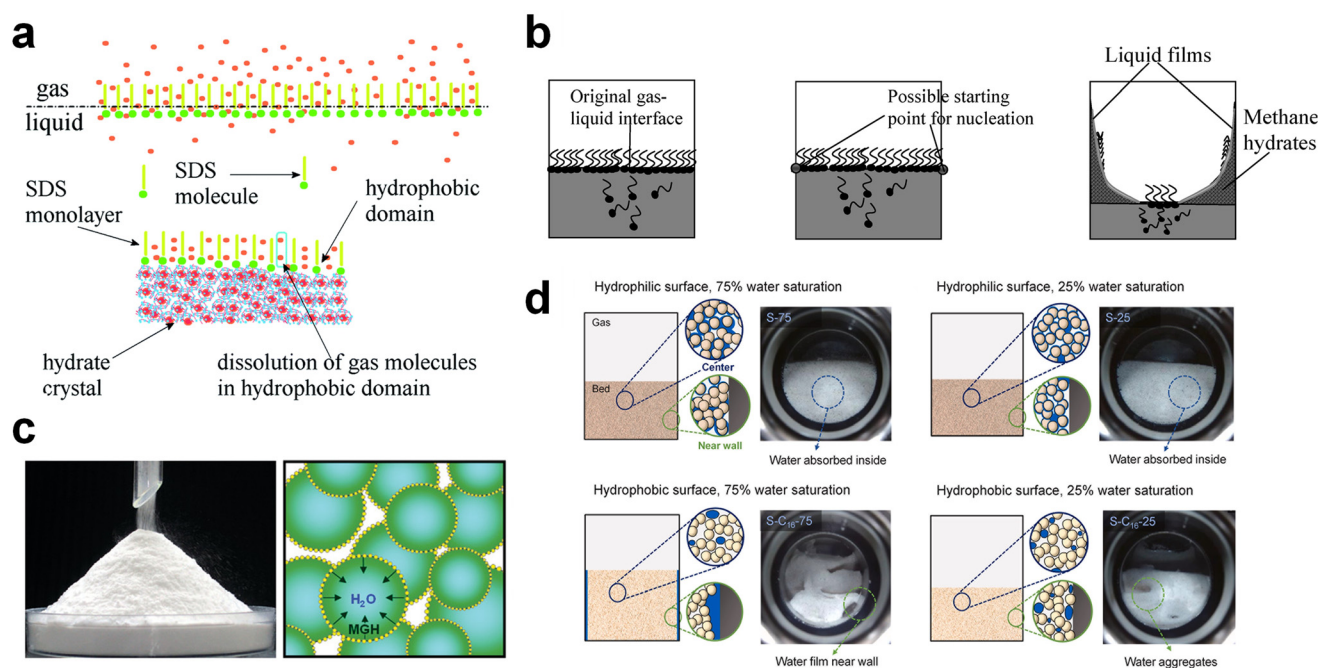 a
gas
liquid
SDS
monolayer
SDS
molecule
hydrophobic
domain
hydrate
crystal
dissolution of gas molecules
in hydrophobic domain
b
Original gas-
liquid interface
Possible starting
point for nucleation
Liquid films
Methane
hydrates
c
H₂O
MGH
d
Hydrophilic surface, 75% water saturation
Gas
Bed
Center
Near wall
S-75
Water absorbed inside
Hydrophilic surface, 25% water saturation
S-25
Water absorbed inside
Hydrophobic surface, 75% water saturation
S-C₁₆-75
Water film near wall
Hydrophobic surface, 25% water saturation
S-C₁₆-25
Water aggregates